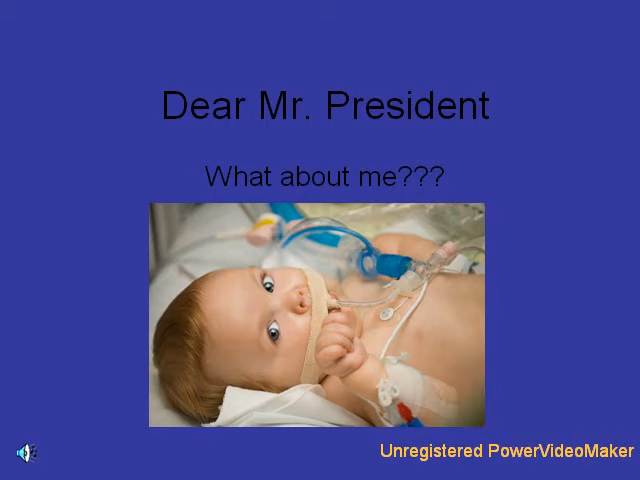 Dear Mr. President
What about me???
Unregistered PowerVideoMaker